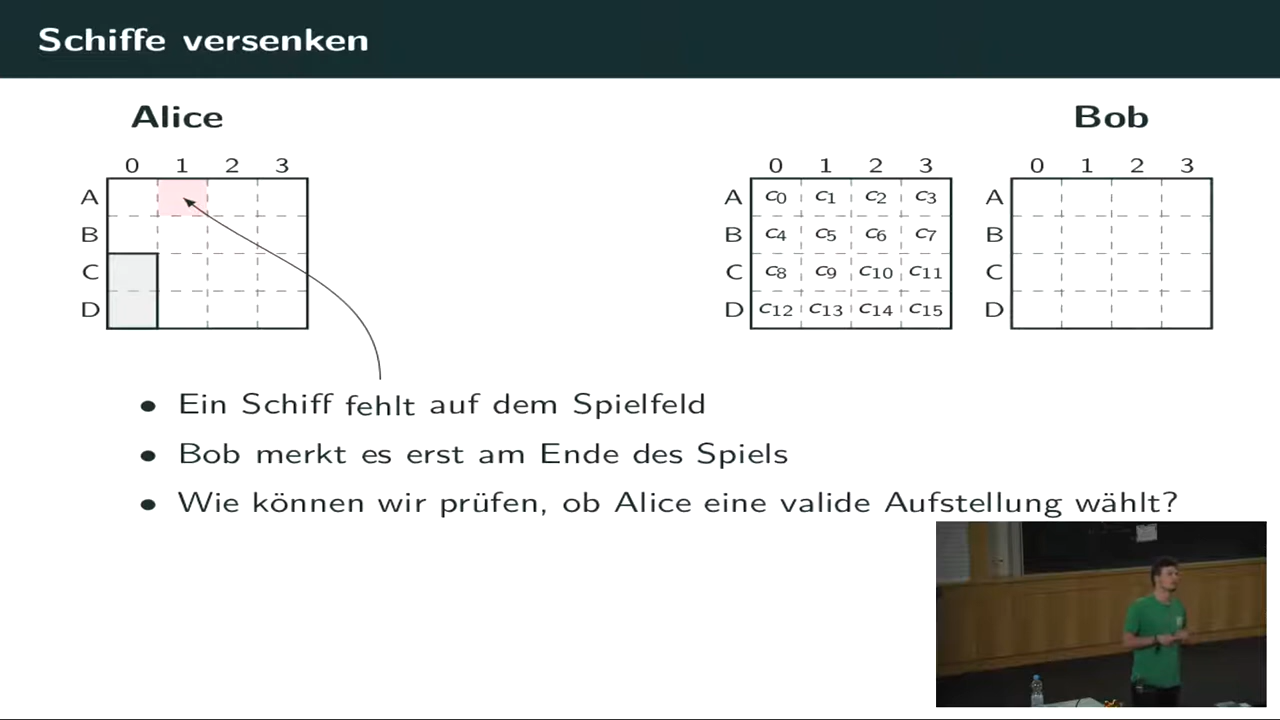 Schiffe versenken
Alice
Bob
0 1 2 3
A
B
C
D
0 1 2 3
A c0 c1 c2 c3
B c4 c5 c6 c7
C c8 c9 c10 c11
D c12 c13 c14 c15
0 1 2 3
A
B
C
D
• Ein Schiff fehlt auf dem Spielfeld
• Bob merkt es erst am Ende des Spiels
• Wie können wir prüfen, ob Alice eine valide Aufstellung wählt?